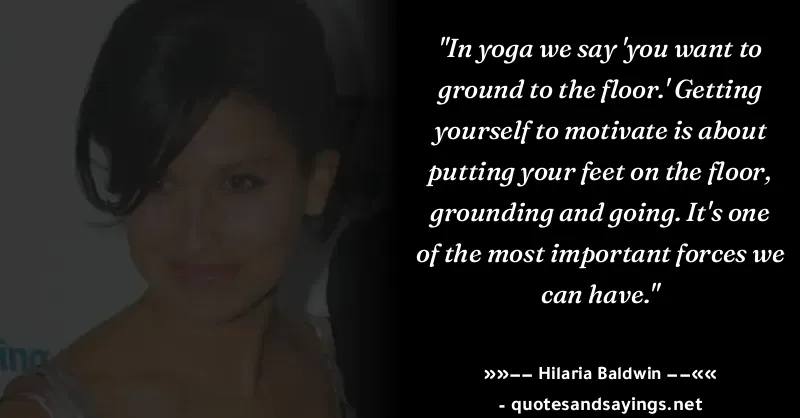 "In yoga we say 'you want to
ground to the floor.' Getting
yourself to motivate is about
putting your feet on the floor,
grounding and going. It's one
of the most important forces we
can have."
»»–– Hilaria Baldwin ––««
- quotesandsayings.net
ing